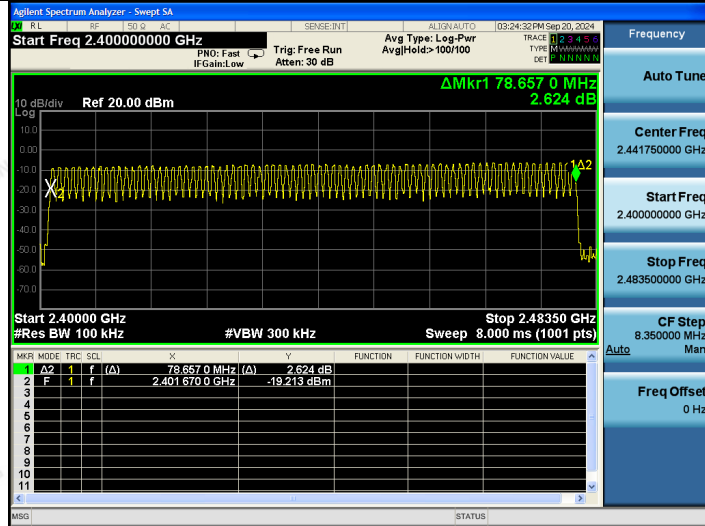 Agilent Spectrum Analyzer - Swept SA
LXI RL RF 50 Ω AC SENSE:INT ALIGN AUTO 03:24:32 PM Sep 20, 2024
Start Freq 2.400000000 GHz
PNO: Fast
IFGain:Low
Trig: Free Run
Atten: 30 dB
Avg Type: Log-Pwr
Avg|Hold:>100/100
TRACE 1 2 3 4 5 6
TYPE M
DET P N N N N N
ΔMkr1 78.657 0 MHz
2.624 dB
10 dB/div Ref 20.00 dBm
Log
10.0
0.00
-10.0
-20.0
-30.0
-40.0
-50.0
-60.0
-70.0
2
1Δ2
Start 2.40000 GHz Stop 2.48350 GHz
#Res BW 100 kHz #VBW 300 kHz Sweep 8.000 ms (1001 pts)
MKR MODE TRC SCL X Y FUNCTION FUNCTION WIDTH FUNCTION VALUE
1 Δ2 1 f (Δ) 78.657 0 MHz (Δ) 2.624 dB
2 F 1 f 2.401 670 0 GHz -19.213 dBm
3
4
5
6
7
8
9
10
11
MSG STATUS
Frequency
Auto Tune
Center Freq
2.441750000 GHz
Start Freq
2.400000000 GHz
Stop Freq
2.483500000 GHz
CF Step
8.350000 MHz
Auto Man
Freq Offset
0 Hz